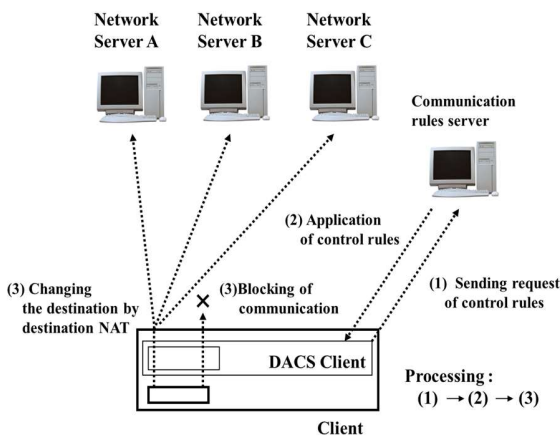 Network
Server A
Network
Server B
Network
Server C
Communication
rules server
(2) Application
of control rules
(1) Sending request
of control rules
(3) Changing
the destination by
destination NAT
(3)Blocking of
communication
DACS Client
Client
Processing :
(1) → (2) → (3)